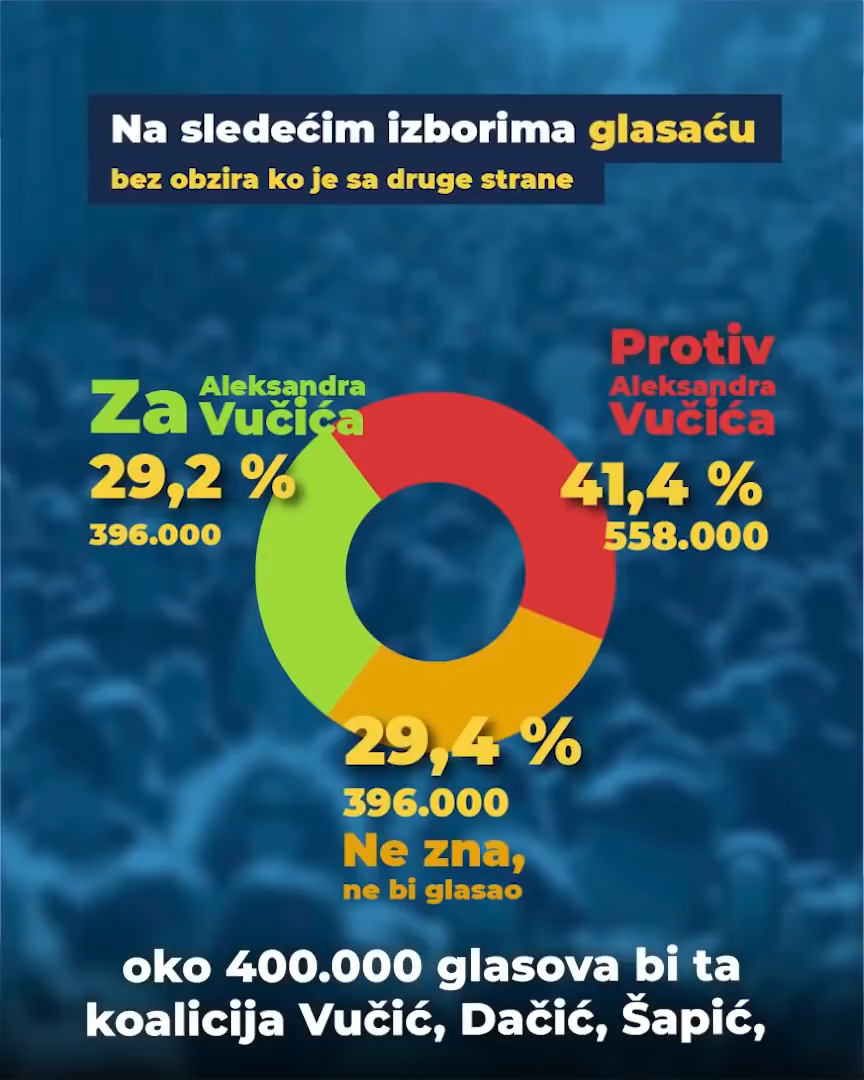 Na sledećim izborima glasaću
bez obzira ko je sa druge strane
Za Aleksandra
Vučića
29,2 %
396.000
Protiv
Aleksandra
Vučića
41,4 %
558.000
29,4 %
396.000
Ne zna,
ne bi glasao
oko 400.000 glasova bi ta
koalicija Vučić, Dačić, Šapić,